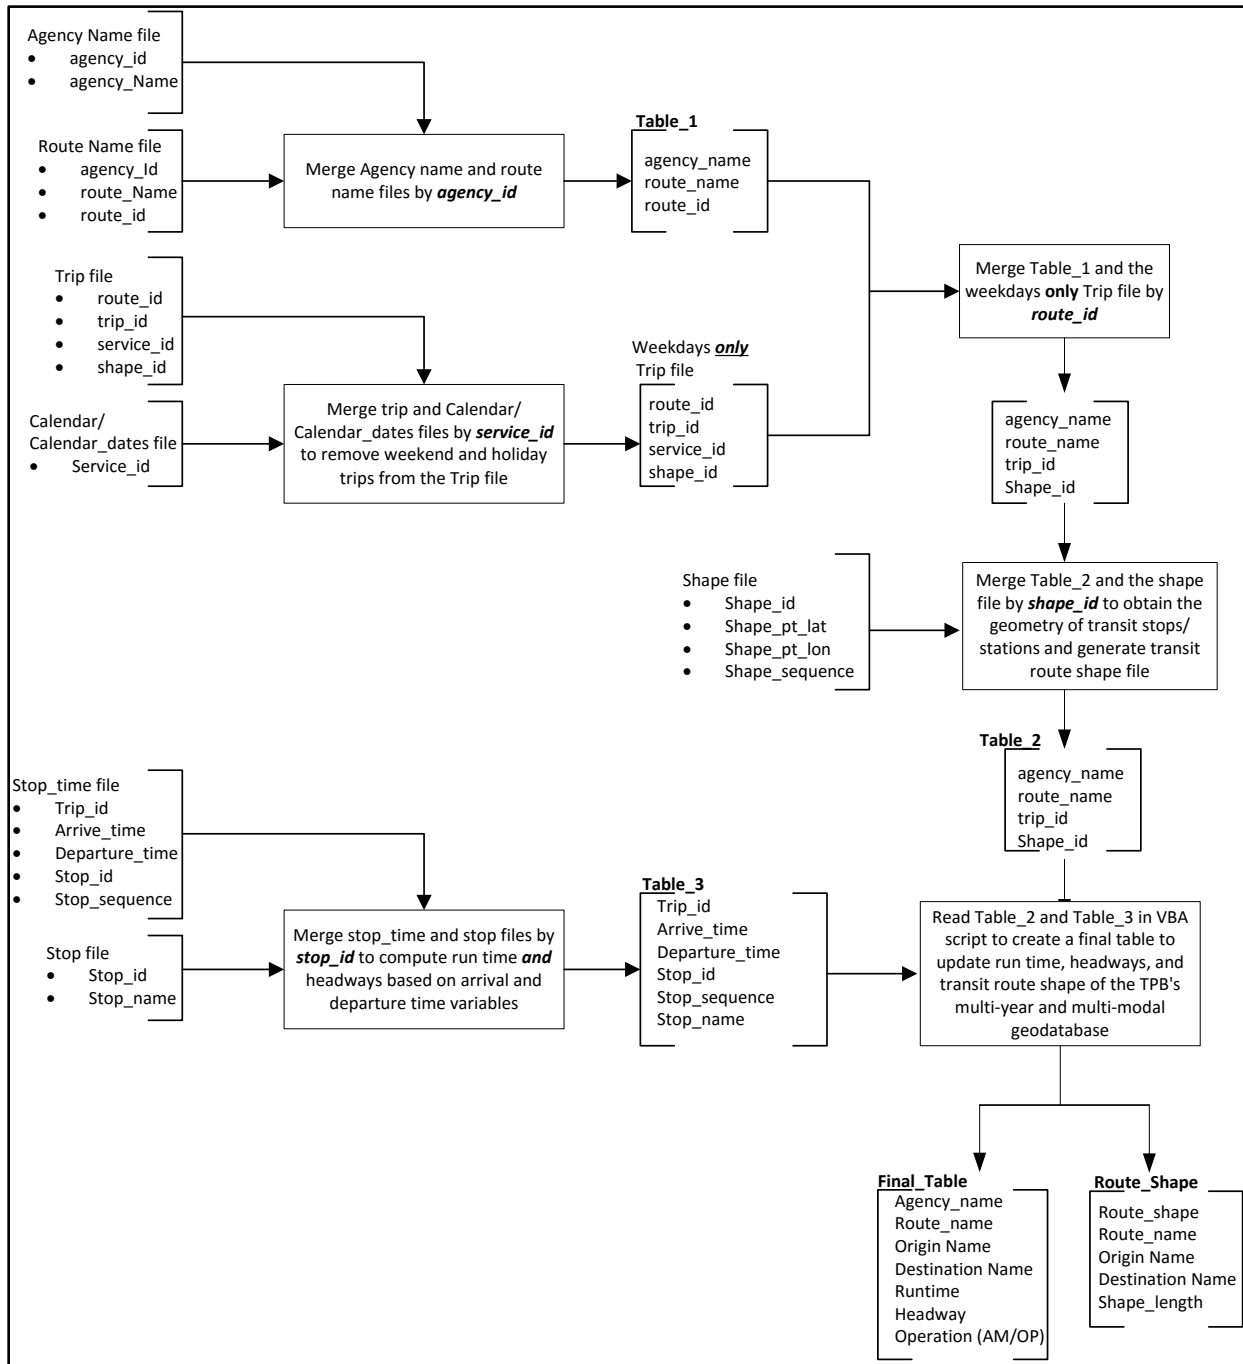 Agency Name file
• agency_id
• agency_Name
Route Name file
• agency_Id
• route_Name
• route_id
Merge Agency name and route
name files by agency_id
Table_1
agency_name
route_name
route_id
Trip file
• route_id
• trip_id
• service_id
• shape_id
Calendar/
Calendar_dates file
• Service_id
Merge trip and Calendar/
Calendar_dates files by service_id
to remove weekend and holiday
trips from the Trip file
Weekdays only
Trip file
route_id
trip_id
service_id
shape_id
Merge Table_1 and the
weekdays only Trip file by
route_id
agency_name
route_name
trip_id
Shape_id
Shape file
• Shape_id
• Shape_pt_lat
• Shape_pt_lon
• Shape_sequence
Merge Table_2 and the shape
file by shape_id to obtain the
geometry of transit stops/
stations and generate transit
route shape file
Table_2
agency_name
route_name
trip_id
Shape_id
Stop_time file
• Trip_id
• Arrive_time
• Departure_time
• Stop_id
• Stop_sequence
Stop file
• Stop_id
• Stop_name
Merge stop_time and stop files by
stop_id to compute run time and
headways based on arrival and
departure time variables
Table_3
Trip_id
Arrive_time
Departure_time
Stop_id
Stop_sequence
Stop_name
Read Table_2 and Table_3 in VBA
script to create a final table to
update run time, headways, and
transit route shape of the TPB's
multi-year and multi-modal
geodatabase
Final_Table
Agency_name
Route_name
Origin Name
Destination Name
Runtime
Headway
Operation (AM/OP)
Route_Shape
Route_shape
Route_name
Origin Name
Destination Name
Shape_length